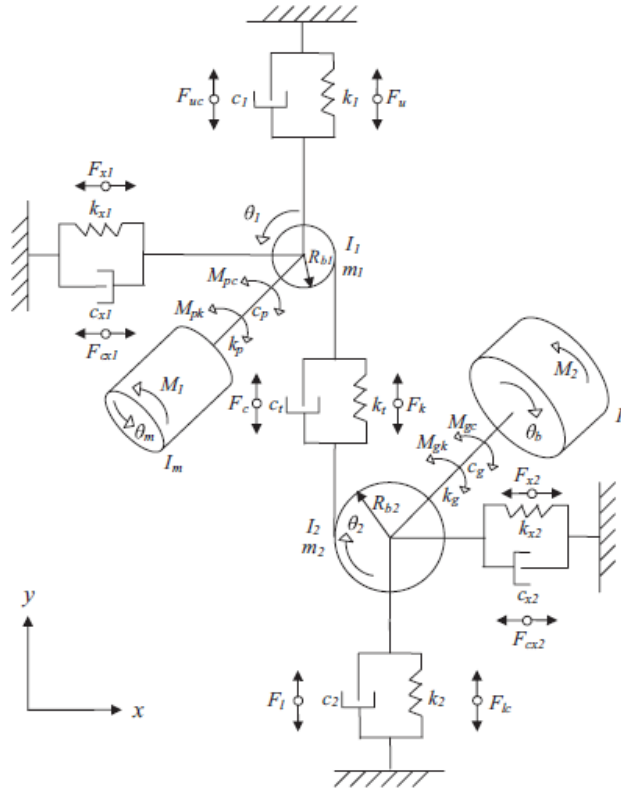 F_uc c_1 k_1 F_u
F_x1
k_x1
θ_1
I_1
R_b1
m_1
M_pc
c_x1
c_p
M_pk
F_cx1
k_p
M_1
M_2
θ_m
F_c c_t k_t F_k
I_m
θ_b
I
M_gc
M_gk
c_g
F_x2
k_g
R_b2
k_x2
I_2 θ_2
m_2
c_x2
y
F_cx2
x
F_l c_2 k_2 F_lc